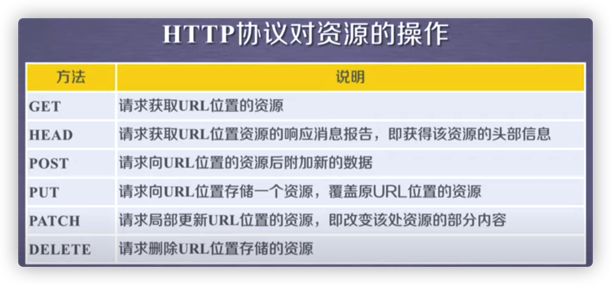 HTTP协议对资源的操作
方法 说明
GET 请求获取URL位置的资源
HEAD 请求获取URL位置资源的响应消息报告，即获得该资源的头部信息
POST 请求向URL位置的资源后附加新的数据
PUT 请求向URL位置存储一个资源，覆盖原URL位置的资源
PATCH 请求局部更新URL位置的资源，即改变该处资源的部分内容
DELETE 请求删除URL位置存储的资源